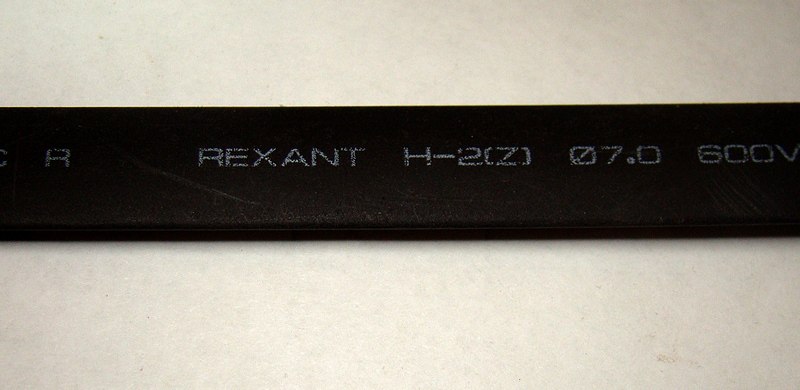 R REXANT H-2(Z) Ø7.0 600V